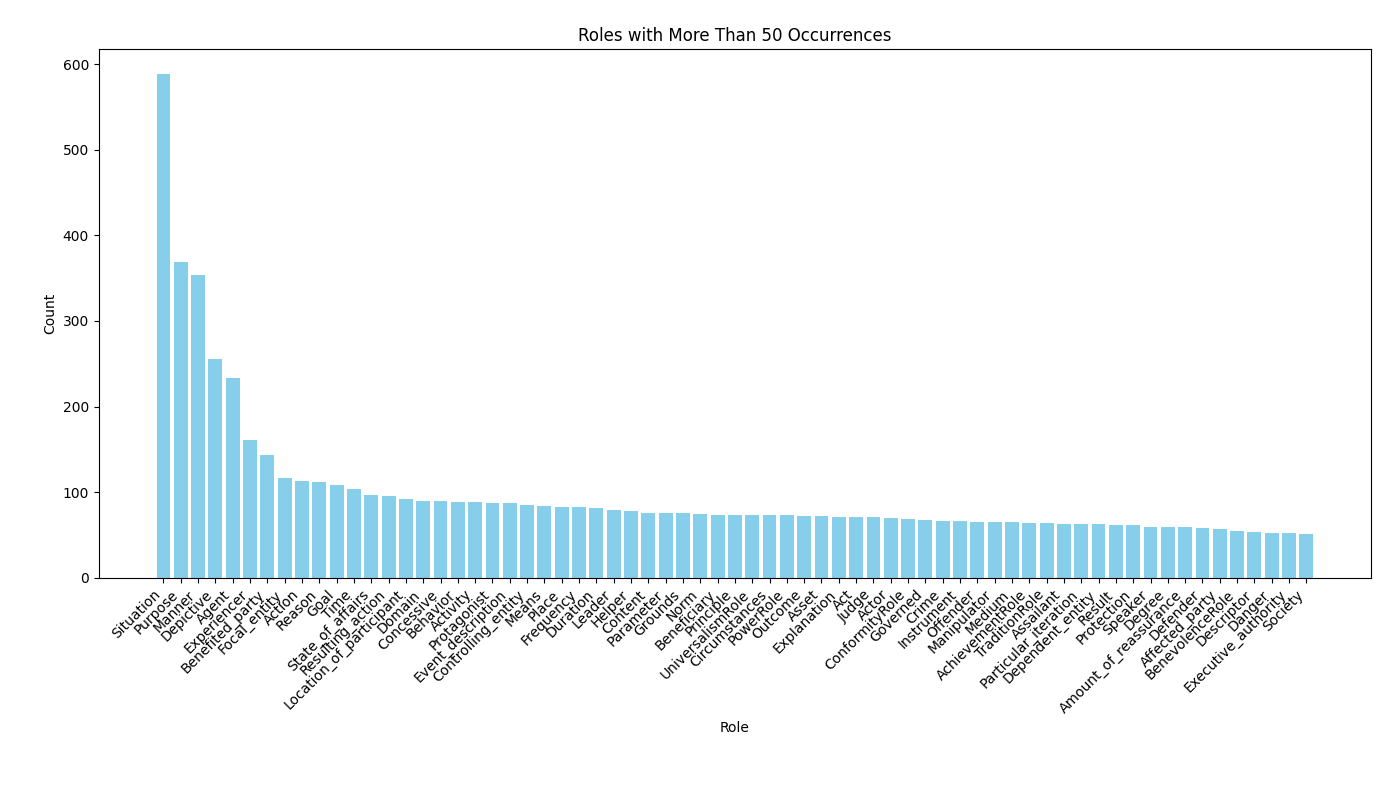 Roles with More Than 50 Occurrences
Count
600
500
400
300
200
100
0
Situation
Purpose
Manner
Depictive
Agent
Experiencer
Benefited_party
Focal_entity
Action
Reason
Goal
Time
State_of_affairs
Resulting_action
Location_of_participant
Domain
Concessive
Behavior
Activity
Protagonist
Event_description
Controlling_entity
Means
Place
Frequency
Duration
Leader
Helper
Content
Parameter
Grounds
Norm
Beneficiary
Principle
UniversalismRole
Circumstances
PowerRole
Outcome
Asset
Explanation
Act
Judge
Actor
ConformityRole
Governed
Crime
Instrument
Offender
Manipulator
Medium
AchievementRole
TraditionRole
Assailant
Particular_iteration
Dependent_entity
Result
Protection
Speaker
Degree
Amount_of_reassurance
Defender
Affected_party
BenevolenceRole
Descriptor
Danger
Executive_authority
Society
Role